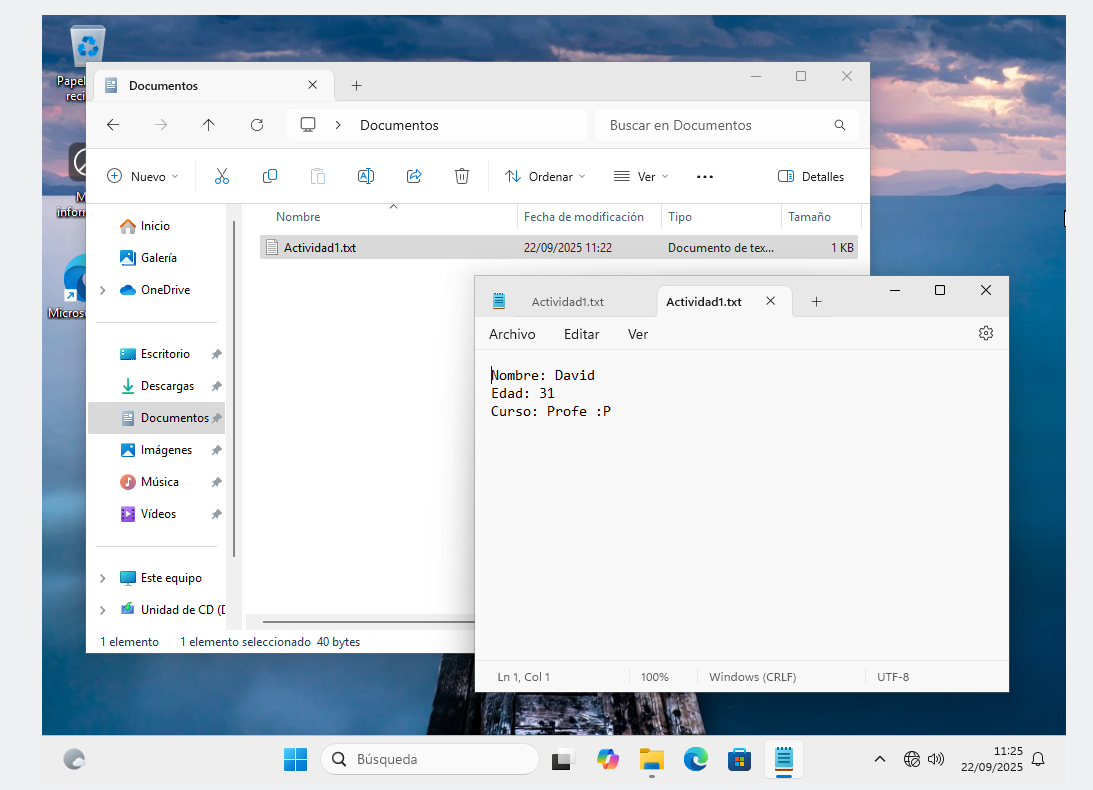 Papel
reci
M
infor
Micros
Documentos
Documentos
Buscar en Documentos
Nuevo
Ordenar
Ver
Detalles
Inicio
Galería
OneDrive
Escritorio
Descargas
Documentos
Imágenes
Música
Vídeos
Este equipo
Unidad de CD (D
Nombre
Fecha de modificación
Tipo
Tamaño
Actividad1.txt
22/09/2025 11:22
Documento de tex...
1 KB
1 elemento
1 elemento seleccionado 40 bytes
Actividad1.txt
Actividad1.txt
Archivo
Editar
Ver
Nombre: David
Edad: 31
Curso: Profe :P
Ln 1, Col 1
100%
Windows (CRLF)
UTF-8
Búsqueda
11:25
22/09/2025